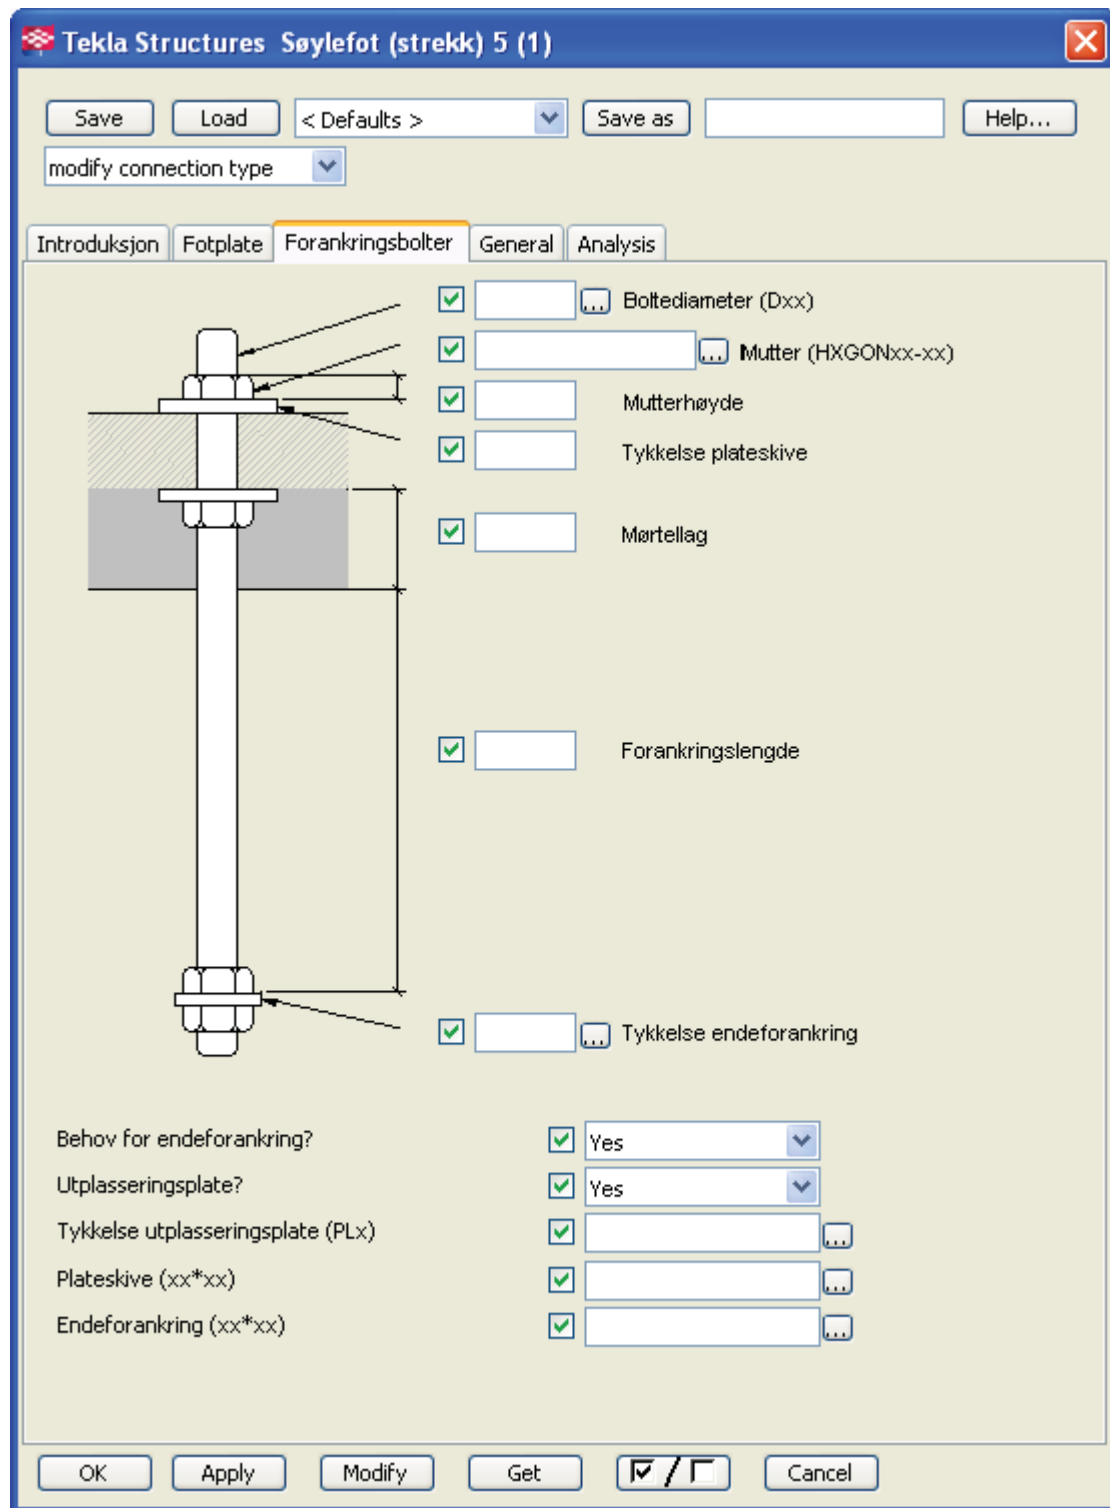 Tekla Structures Søylefot (strekk) 5 (1)
Save Load < Defaults > Save as Help...
modify connection type
Introduksjon Fotplate Forankringsbolter General Analysis
... Boltediameter (Dxx)
... Mutter (HXGONxx-xx)
Mutterhøyde
Tykkelse plateskive
Mørtellag
Forankringslengde
... Tykkelse endeforankring
Behov for endeforankring? Yes
Utplasseringsplate? Yes
Tykkelse utplasseringsplate (PLx) ...
Plateskive (xx*xx) ...
Endeforankring (xx*xx) ...
OK Apply Modify Get / Cancel